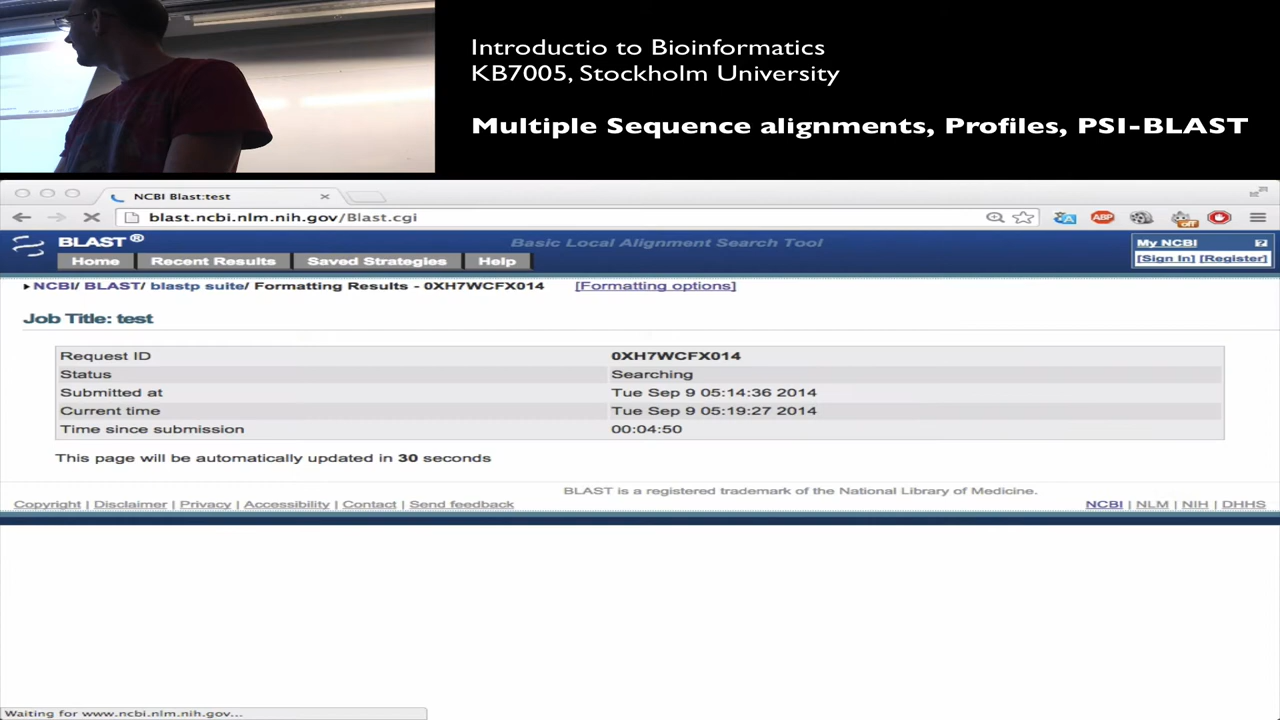 Introductio to Bioinformatics
KB7005, Stockholm University
Multiple Sequence alignments, Profiles, PSI-BLAST
NCBI Blast:test
blast.ncbi.nlm.nih.gov/Blast.cgi
ABP
off
BLAST ®
Basic Local Alignment Search Tool
My NCBI
[Sign In] [Register]
Home Recent Results Saved Strategies Help
NCBI/ BLAST/ blastp suite/ Formatting Results - 0XH7WCFX014 [Formatting options]
Job Title: test
Request ID 0XH7WCFX014
Status Searching
Submitted at Tue Sep 9 05:14:36 2014
Current time Tue Sep 9 05:19:27 2014
Time since submission 00:04:50
This page will be automatically updated in 30 seconds
BLAST is a registered trademark of the National Library of Medicine.
Copyright | Disclaimer | Privacy | Accessibility | Contact | Send feedback
NCBI | NLM | NIH | DHHS
Waiting for www.ncbi.nlm.nih.gov...